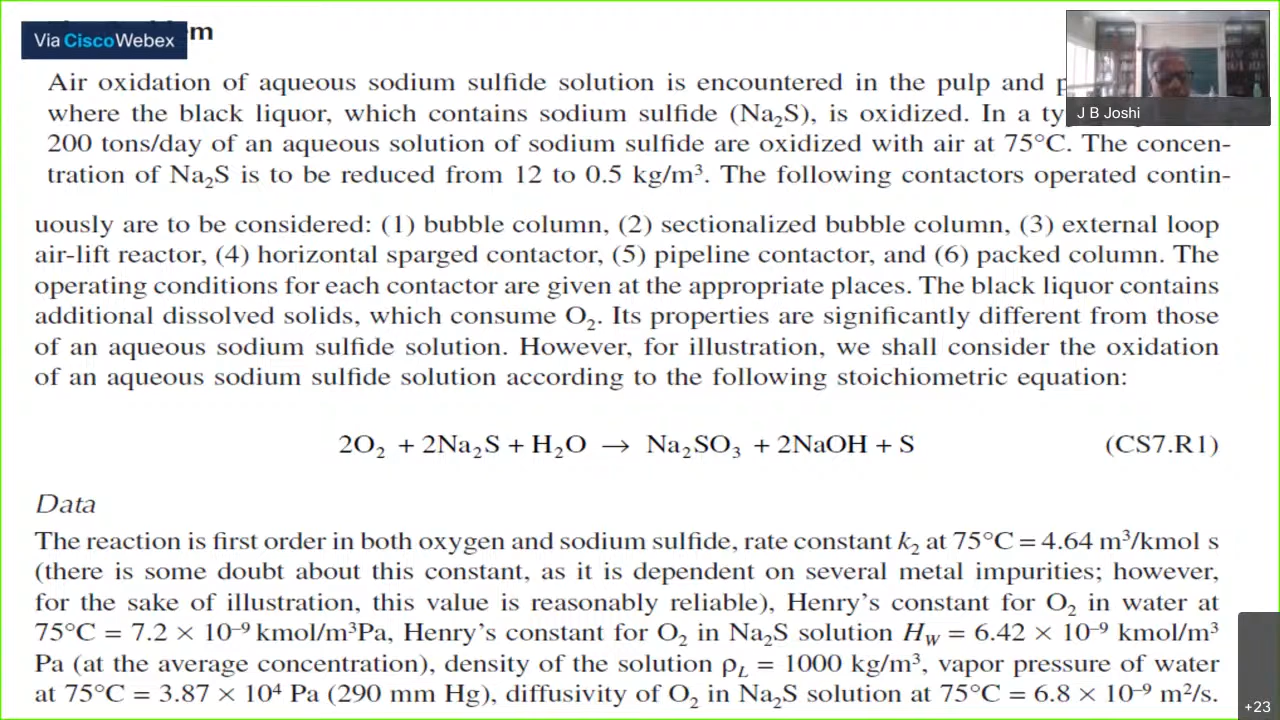 Via CiscoWebex
J B Joshi
Air oxidation of aqueous sodium sulfide solution is encountered in the pulp and
where the black liquor, which contains sodium sulfide (Na₂S), is oxidized. In a
200 tons/day of an aqueous solution of sodium sulfide are oxidized with air at 75°C. The concen-
tration of Na₂S is to be reduced from 12 to 0.5 kg/m³. The following contactors operated contin-
uously are to be considered: (1) bubble column, (2) sectionalized bubble column, (3) external loop
air-lift reactor, (4) horizontal sparged contactor, (5) pipeline contactor, and (6) packed column. The
operating conditions for each contactor are given at the appropriate places. The black liquor contains
additional dissolved solids, which consume O₂. Its properties are significantly different from those
of an aqueous sodium sulfide solution. However, for illustration, we shall consider the oxidation
of an aqueous sodium sulfide solution according to the following stoichiometric equation:
2O₂ + 2Na₂S + H₂O → Na₂SO₃ + 2NaOH + S (CS7.R1)
Data
The reaction is first order in both oxygen and sodium sulfide, rate constant k₂ at 75°C = 4.64 m³/kmol s
(there is some doubt about this constant, as it is dependent on several metal impurities; however,
for the sake of illustration, this value is reasonably reliable), Henry's constant for O₂ in water at
75°C = 7.2 × 10⁻⁹ kmol/m³Pa, Henry's constant for O₂ in Na₂S solution H_W = 6.42 × 10⁻⁹ kmol/m³
Pa (at the average concentration), density of the solution ρ_L = 1000 kg/m³, vapor pressure of water
at 75°C = 3.87 × 10⁴ Pa (290 mm Hg), diffusivity of O₂ in Na₂S solution at 75°C = 6.8 × 10⁻⁹ m²/s.
+23